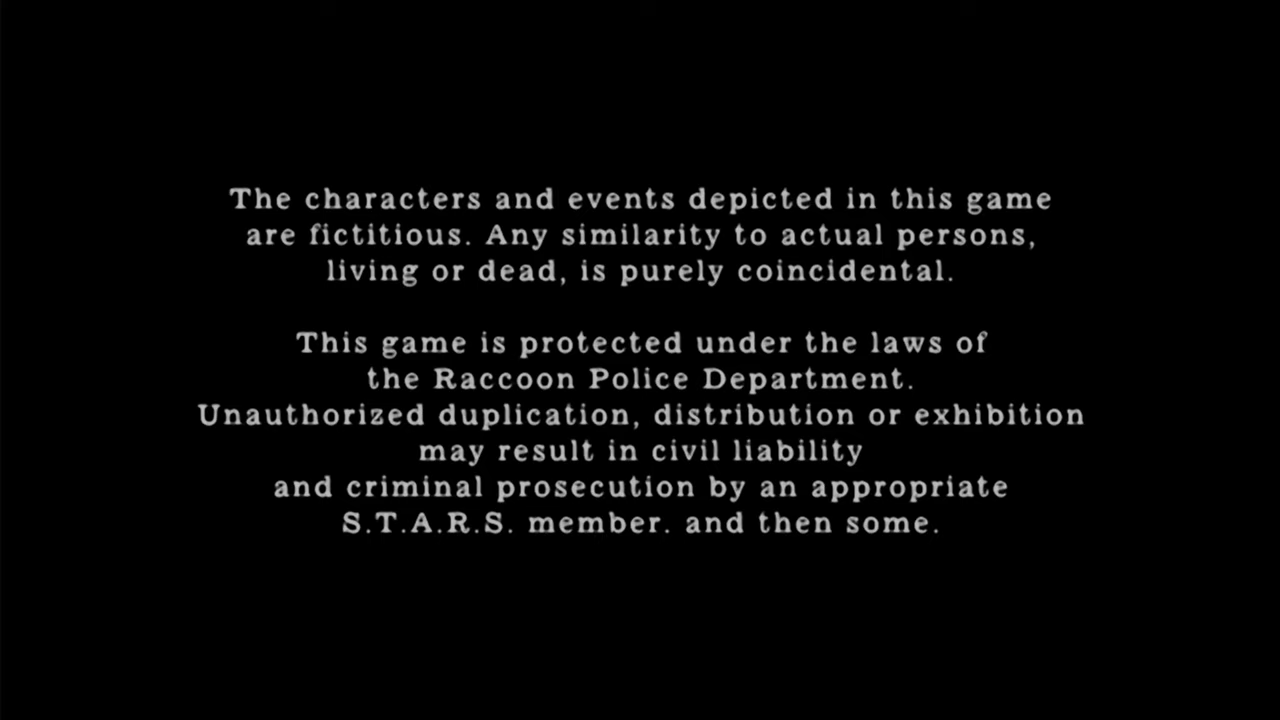 The characters and events depicted in this game
are fictitious. Any similarity to actual persons,
living or dead, is purely coincidental.
This game is protected under the laws of
the Raccoon Police Department.
Unauthorized duplication, distribution or exhibition
may result in civil liability
and criminal prosecution by an appropriate
S.T.A.R.S. member. and then some.